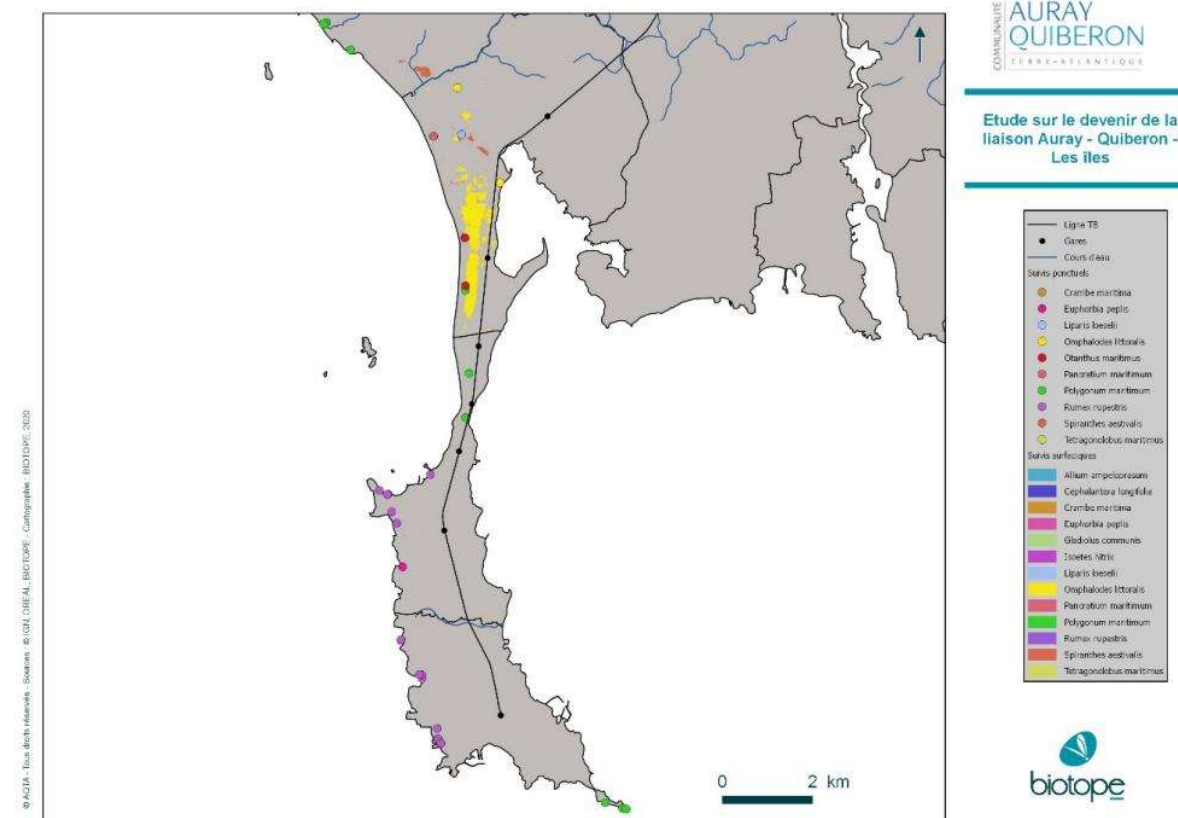 COMMUNAUTÉ
AURAY
QUIBERON
TERRE-ATLANTIQUE
Etude sur le devenir de la
liaison Auray - Quiberon -
Les îles
Ligne TB
Gares
Cours d'eau
Suivis ponctuels
Crambe maritima
Euphorbia peplis
Liparis loeselii
Omphalodes littoralis
Otanthus maritimus
Pancratium maritimum
Polygonum maritimum
Rumex rupestris
Spiranthes aestivalis
Tetragonolobus maritimus
Suivis surfaciques
Allium ampeloprasum
Cephalantera longifolia
Crambe maritima
Euphorbia peplis
Gladiolus communis
Isoetes hitrix
Liparis loeselii
Omphalodes littoralis
Pancratium maritimum
Polygonum maritimum
Rumex rupestris
Spiranthes aestivalis
Tetragonolobus maritimus
0 2 km
biotope
© AQTA - Tous droits réservés - Sources : © IGN, DREAL, BIOTOPE - Cartographie : BIOTOPE, 2020